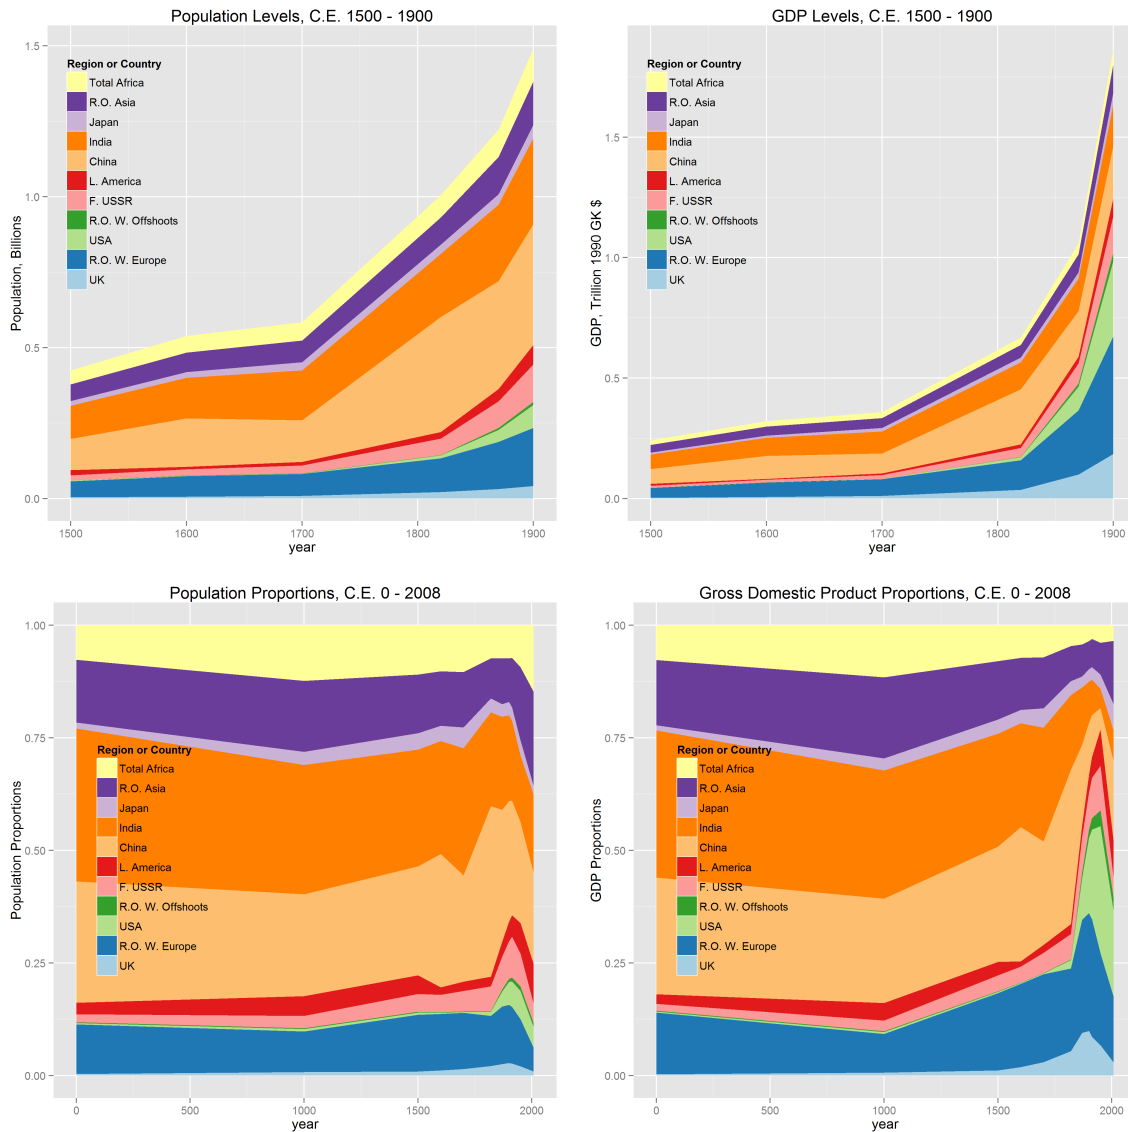 Population Levels, C.E. 1500 - 1900
Population, Billions
1.5
1.0
0.5
0.0
Region or Country
Total Africa
R.O. Asia
Japan
India
China
L. America
F. USSR
R.O. W. Offshoots
USA
R.O. W. Europe
UK
1500 1600 1700 1800 1900
year
GDP Levels, C.E. 1500 - 1900
GDP, Trillion 1990 GK $
1.5
1.0
0.5
0.0
Region or Country
Total Africa
R.O. Asia
Japan
India
China
L. America
F. USSR
R.O. W. Offshoots
USA
R.O. W. Europe
UK
1500 1600 1700 1800 1900
year
Population Proportions, C.E. 0 - 2008
Population Proportions
1.00
0.75
0.50
0.25
0.00
Region or Country
Total Africa
R.O. Asia
Japan
India
China
L. America
F. USSR
R.O. W. Offshoots
USA
R.O. W. Europe
UK
0 500 1000 1500 2000
year
Gross Domestic Product Proportions, C.E. 0 - 2008
GDP Proportions
1.00
0.75
0.50
0.25
0.00
Region or Country
Total Africa
R.O. Asia
Japan
India
China
L. America
F. USSR
R.O. W. Offshoots
USA
R.O. W. Europe
UK
0 500 1000 1500 2000
year